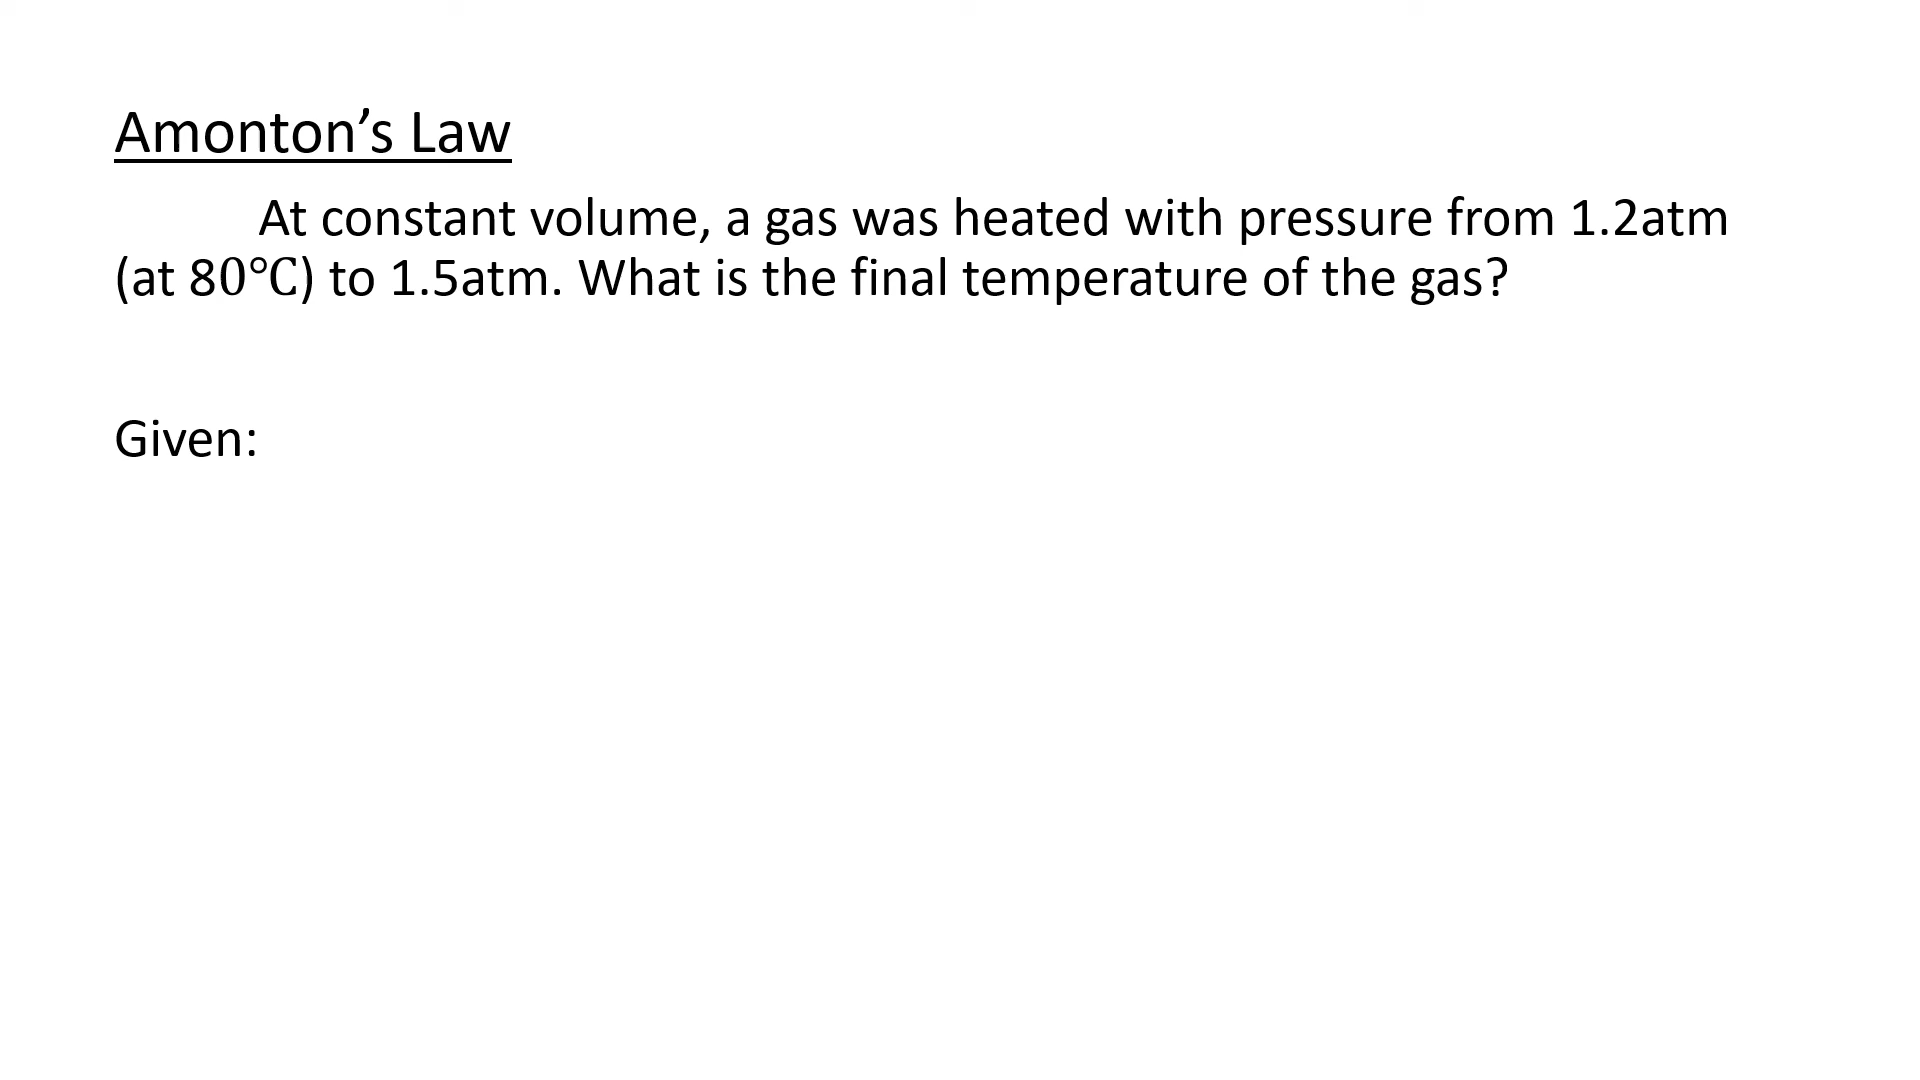 Amonton’s Law
At constant volume, a gas was heated with pressure from 1.2atm
(at 80℃) to 1.5atm. What is the final temperature of the gas?
Given: